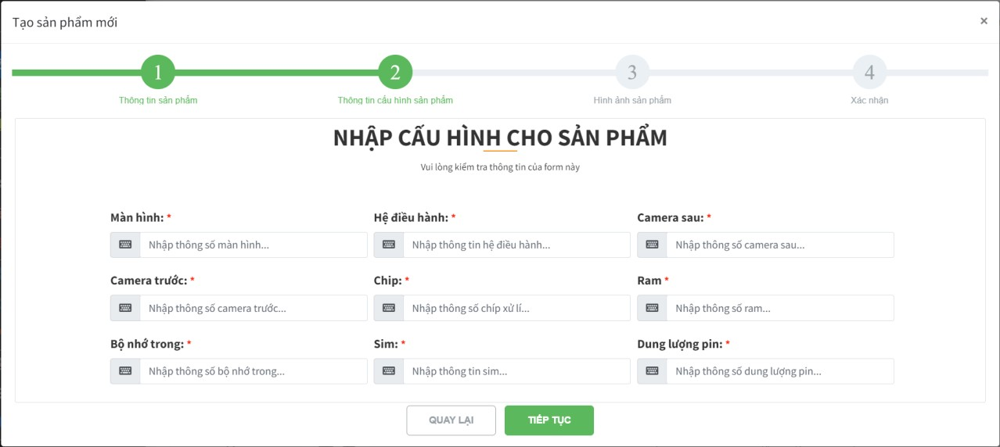 Tạo sản phẩm mới
×
1
2
3
4
Thông tin sản phẩm
Thông tin cấu hình sản phẩm
Hình ảnh sản phẩm
Xác nhận
NHẬP CẤU HÌNH CHO SẢN PHẨM
Vui lòng kiểm tra thông tin của form này
Màn hình: *
Hệ điều hành: *
Camera sau: *
Nhập thông số màn hình...
Nhập thông tin hệ điều hành...
Nhập thông số camera sau...
Camera trước: *
Chip: *
Ram *
Nhập thông số camera trước...
Nhập thông số chíp xử lí...
Nhập thông số ram...
Bộ nhớ trong: *
Sim: *
Dung lượng pin: *
Nhập thông số bộ nhớ trong...
Nhập thông tin sim...
Nhập thông số dung lượng pin...
QUAY LẠI
TIẾP TỤC